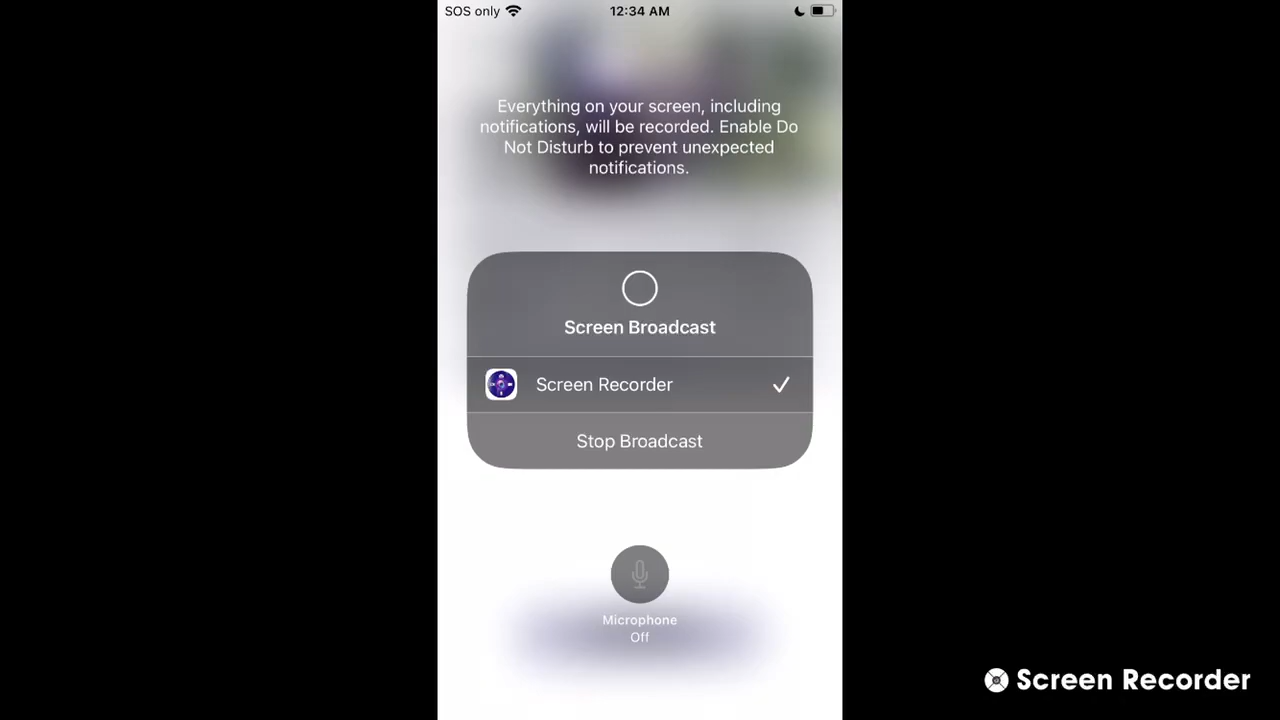 SOS only
12:34 AM
Everything on your screen, including
notifications, will be recorded. Enable Do
Not Disturb to prevent unexpected
notifications.
Screen Broadcast
Screen Recorder
Stop Broadcast
Microphone
Off
Screen Recorder